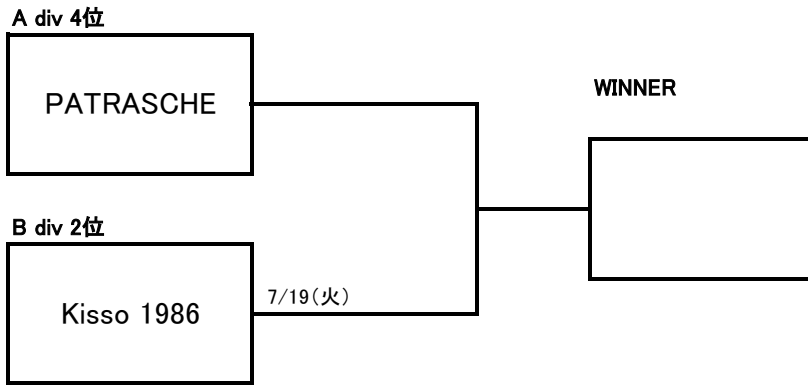 A div 4位
PATRASCHE
WINNER
B div 2位
7/19(火)
Kisso 1986